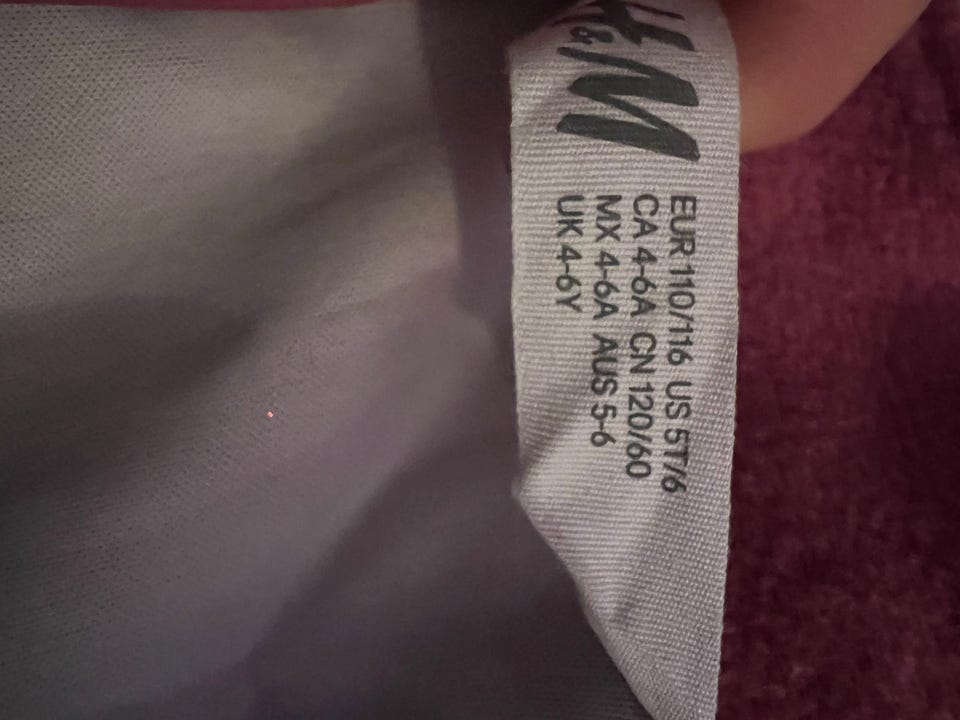 H&M
EUR 110/116 US 5T/6
CA 4-6A CN 120/60
MX 4-6A AUS 5-6
UK 4-6Y